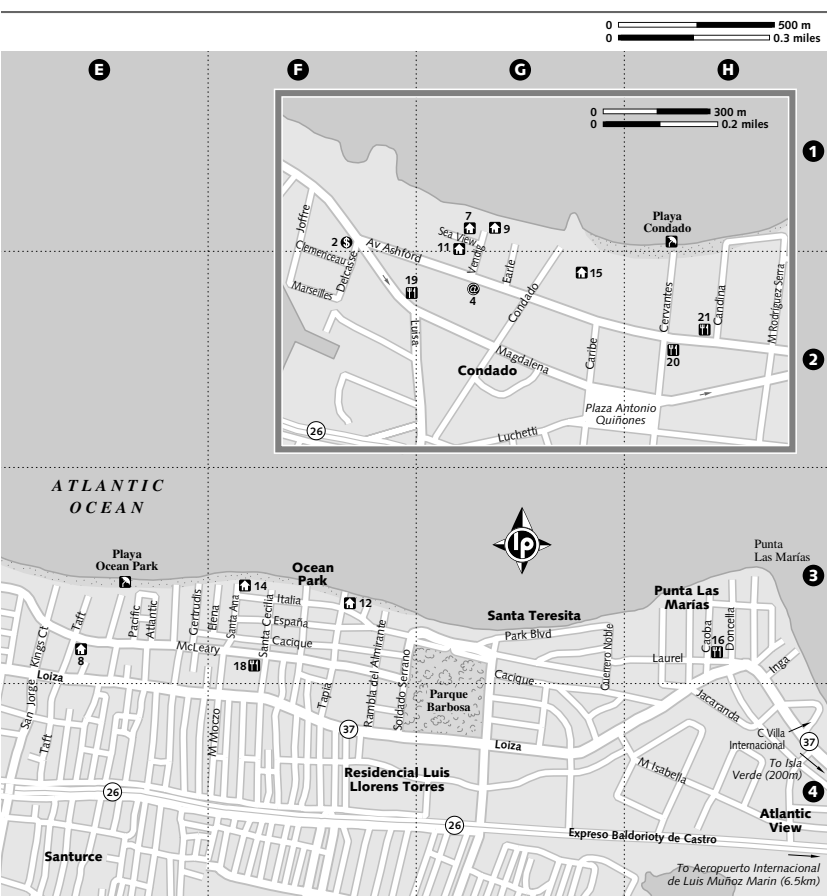 0 500 m
0 0.3 miles
E F G H
0 300 m
0 0.2 miles
1
7
9
Sea View
11
Vendig
Playa
Condado
Joffre
2
Clemenceau
Delcasse
Av Ashford
Marseilles
19
4
Earle
Condado
15
Cervantes
Candina
M Rodríguez Serra
21
20
Luisa
Magdalena
Caribe
Condado
2
Plaza Antonio
Quiñones
26
Luchetti
ATLANTIC
OCEAN
lp
Playa
Ocean Park
Ocean
Park
14
12
Punta
Las Marías
3
Punta Las
Marías
Santa Teresita
Kings Ct
Taft
Pacific
Atlantic
Gertrudis
Elena
Santa Ana
Santa Cecilia
Italia
España
Cacique
McLeary
8
18
Loiza
Park Blvd
Guerrero Noble
Laurel
Caoba
Doncella
16
Inga
Cacique
Parque
Barbosa
San Jorge
Taft
M Moczo
Tapia
Rambla del Almirante
Soldado Serrano
37
Loiza
Jacaranda
C Villa
Internacional
37
To Isla
Verde (200m)
M Isabella
Residencial Luis
Llorens Torres
26
4
Atlantic
View
26
Expreso Baldorioty de Castro
Santurce
To Aeropuerto Internacional
de Luis Muñoz Marin (6.5km)